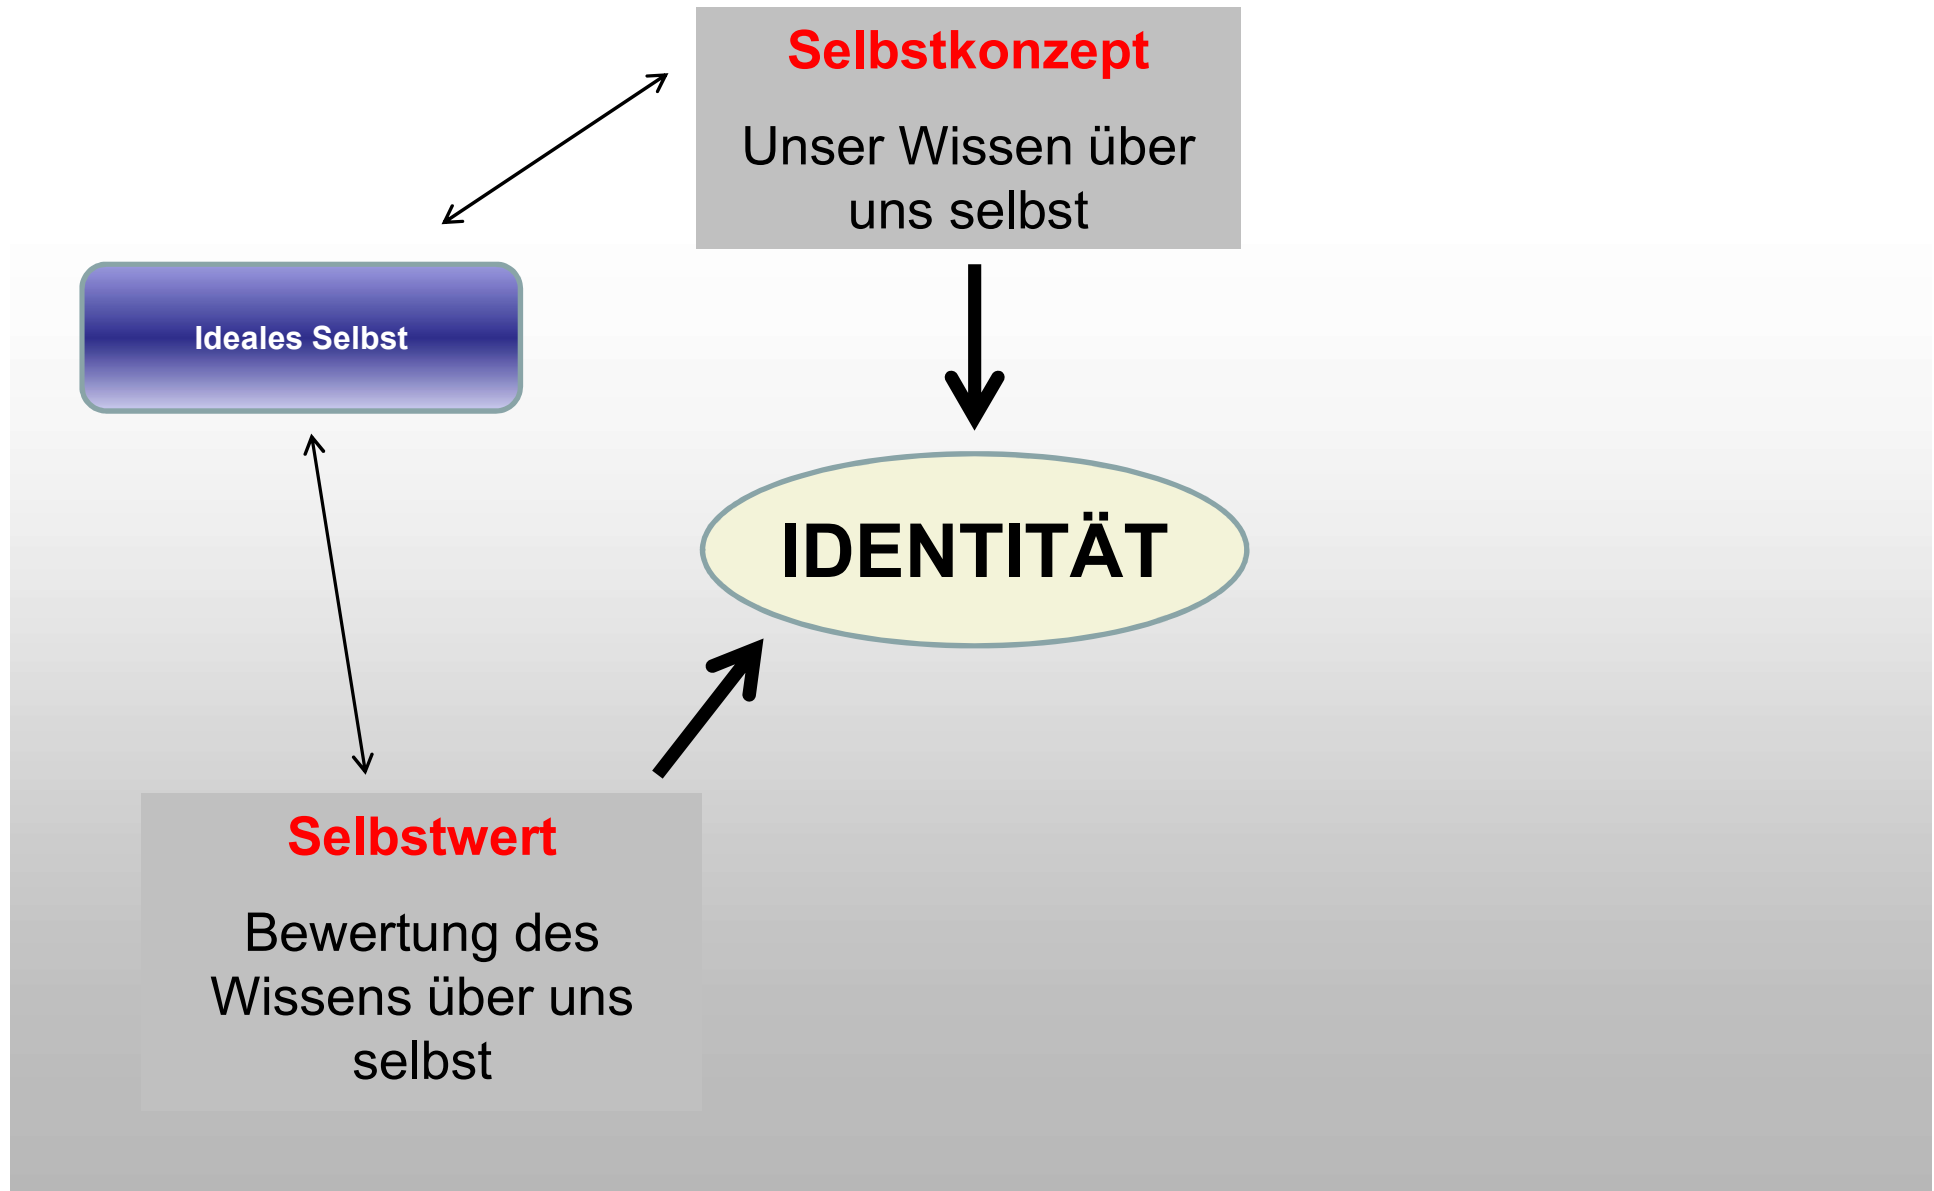 Selbstkonzept
Unser Wissen über
uns selbst
Ideales Selbst
IDENTITÄT
Selbstwert
Bewertung des
Wissens über uns
selbst